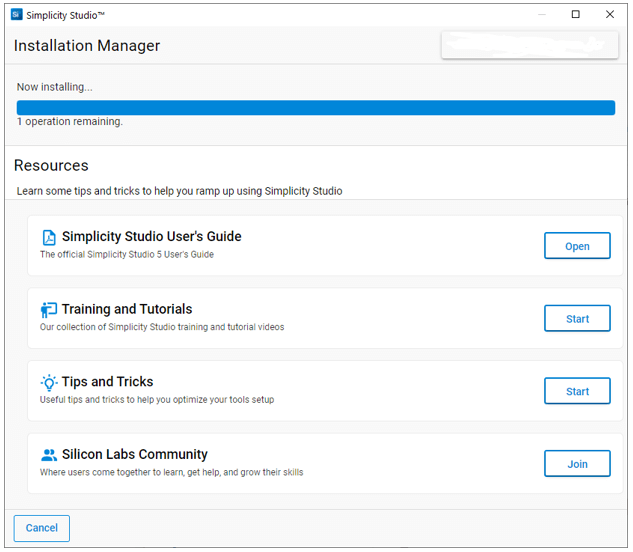 Si Simplicity Studio™
Installation Manager
Now installing...
1 operation remaining.
Resources
Learn some tips and tricks to help you ramp up using Simplicity Studio
Simplicity Studio User's Guide
The official Simplicity Studio 5 User's Guide
Open
Training and Tutorials
Our collection of Simplicity Studio training and tutorial videos
Start
Tips and Tricks
Useful tips and tricks to help you optimize your tools setup
Start
Silicon Labs Community
Where users come together to learn, get help, and grow their skills
Join
Cancel